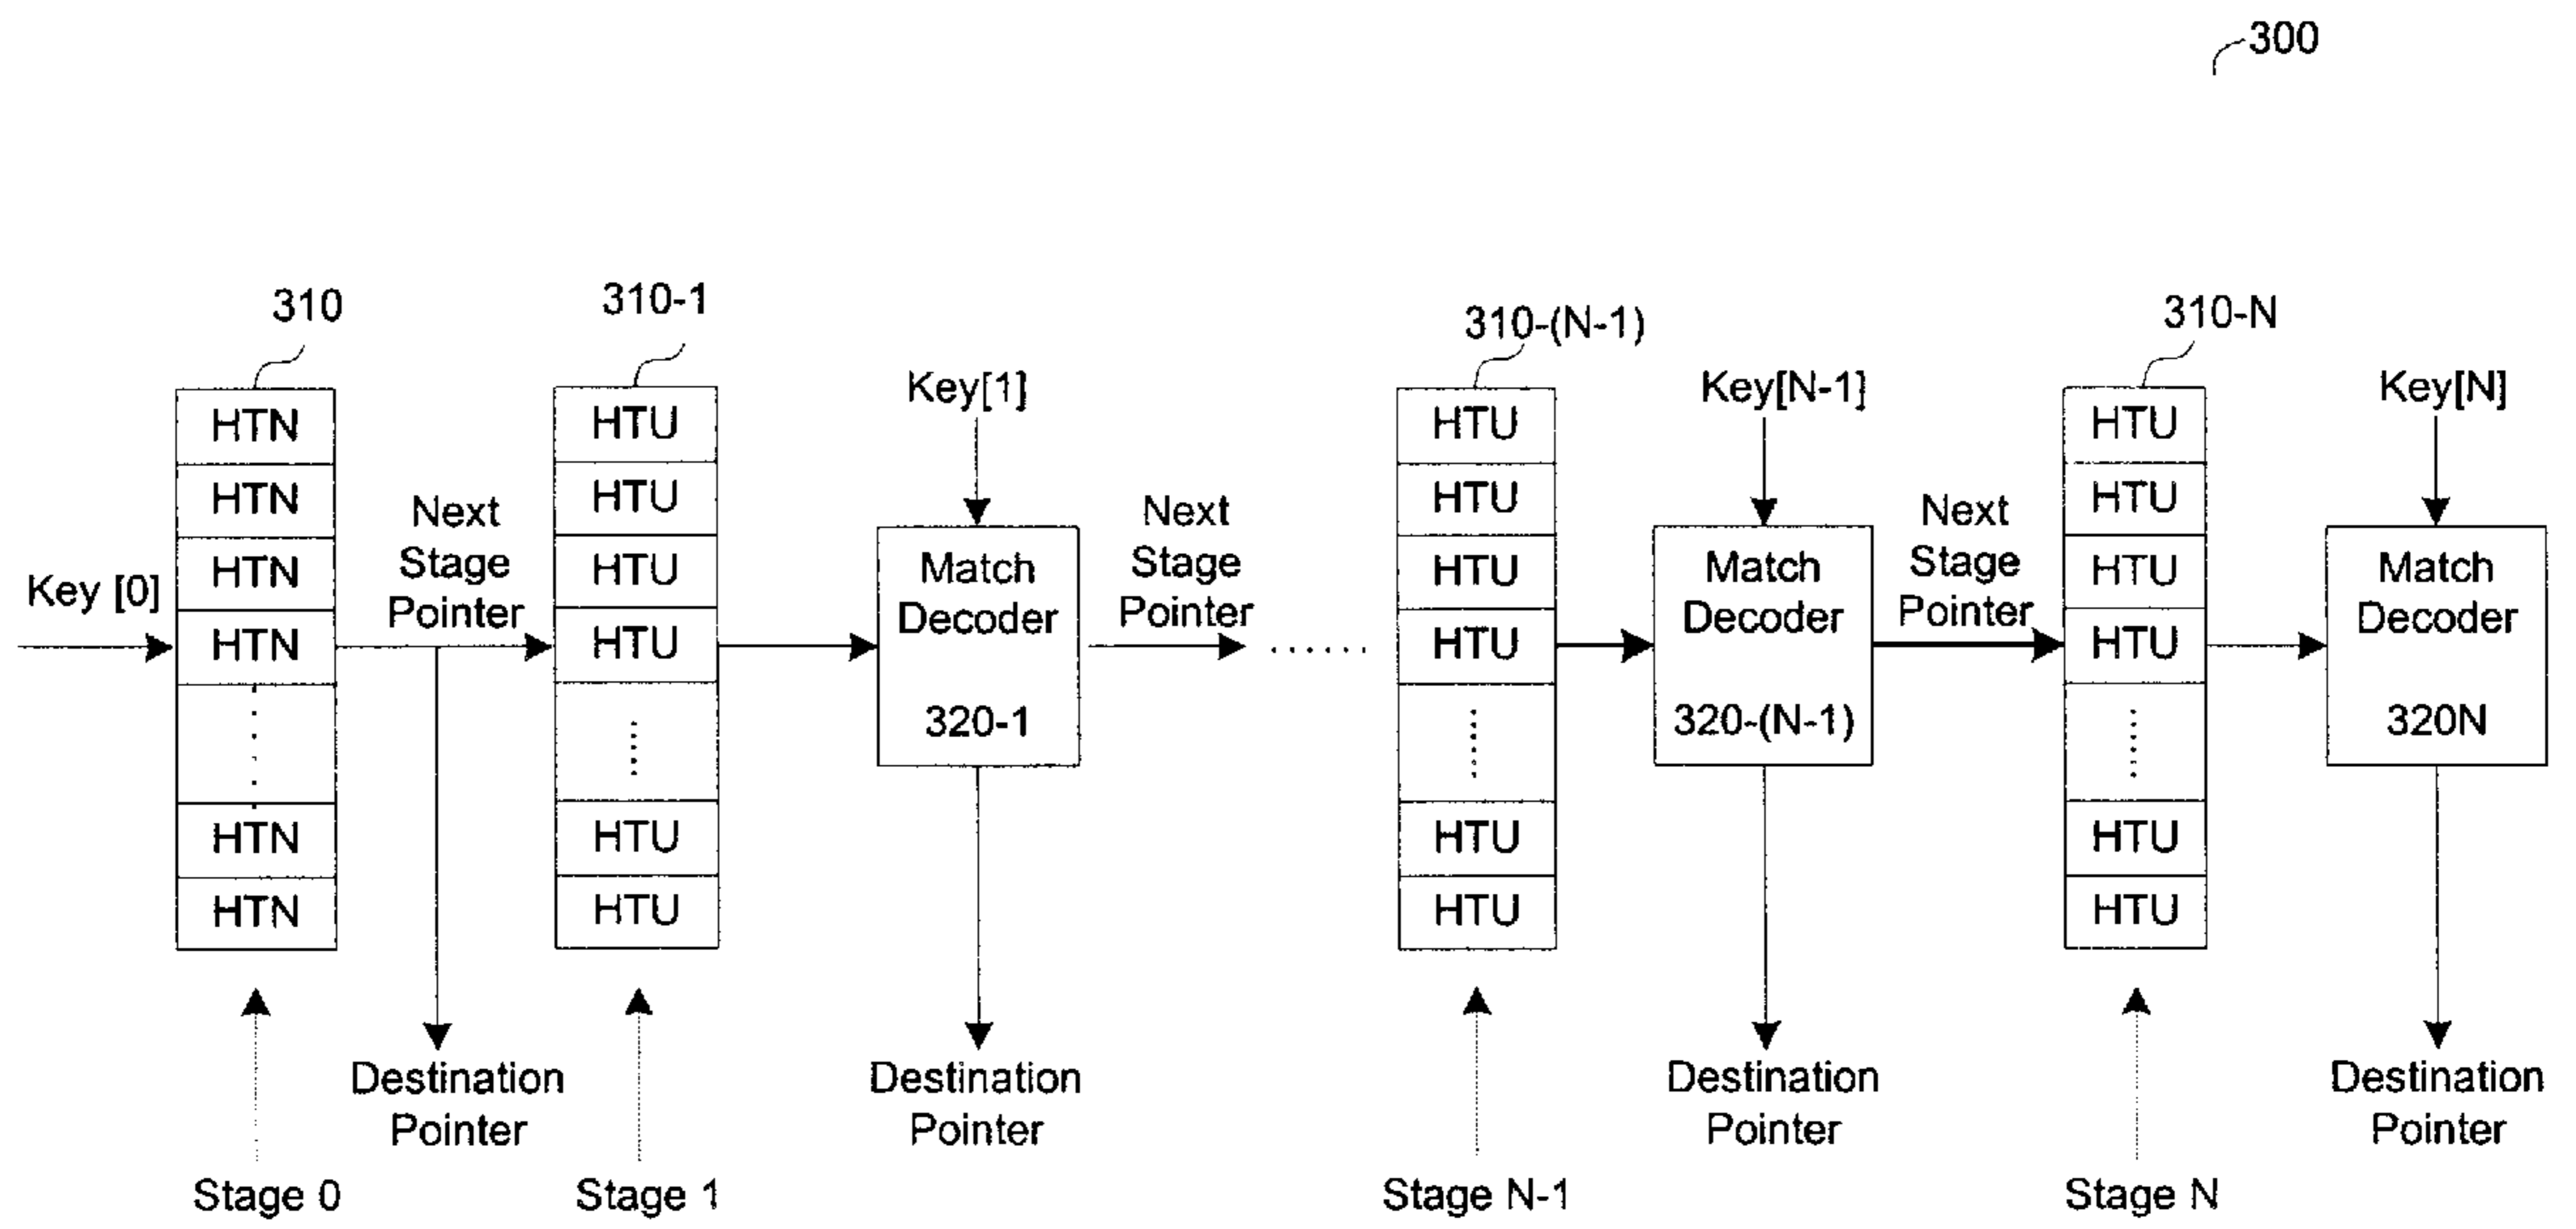 300
310
310-1
310-(N-1)
310-N
Key[1]
Key[N-1]
Key[N]
Key [0]
HTN
HTN
HTN
HTN
HTN
HTN
Next
Stage
Pointer
HTU
HTU
HTU
HTU
HTU
HTU
Match
Decoder
320-1
Next
Stage
Pointer
HTU
HTU
HTU
HTU
HTU
HTU
Match
Decoder
320-(N-1)
Next
Stage
Pointer
HTU
HTU
HTU
HTU
HTU
HTU
Match
Decoder
320N
Destination
Pointer
Destination
Pointer
Destination
Pointer
Destination
Pointer
Stage 0
Stage 1
Stage N-1
Stage N